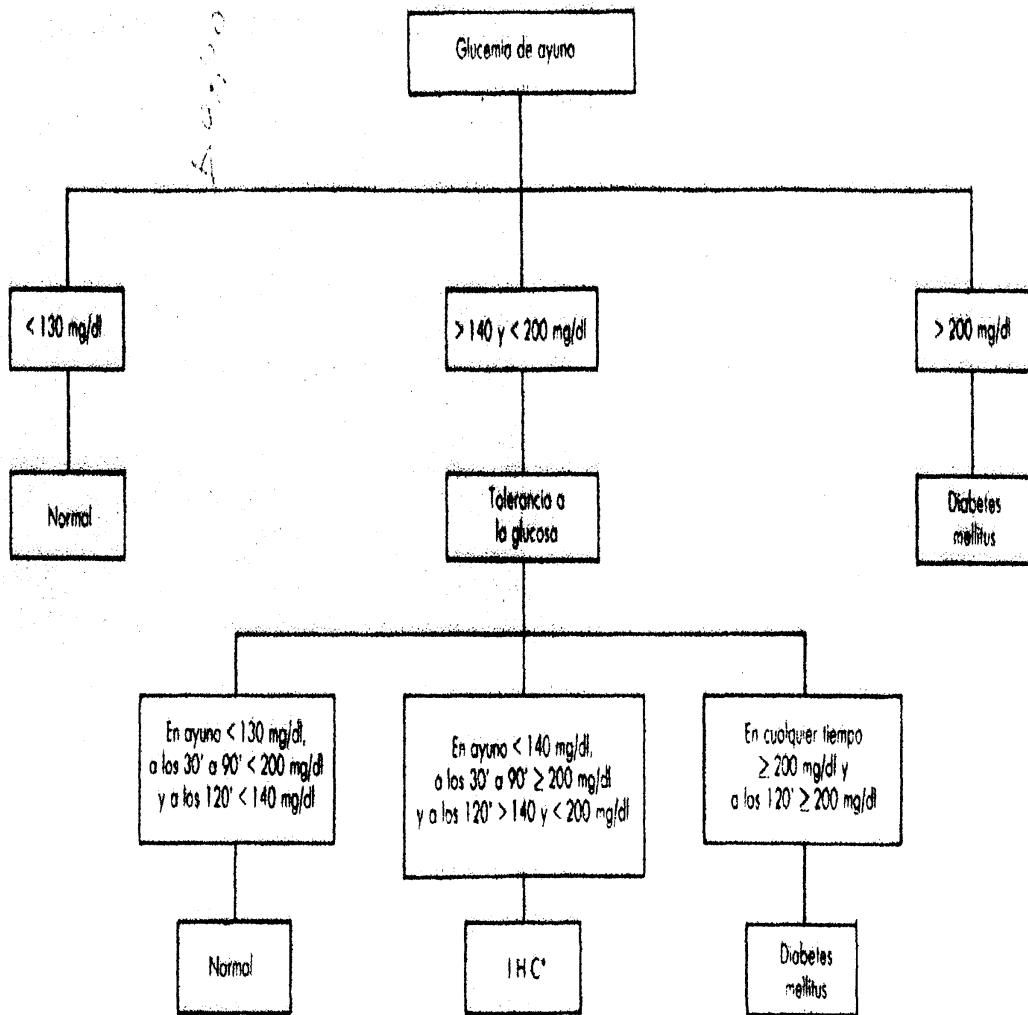 Glucemia de ayuno
< 130 mg/dl
> 140 y < 200 mg/dl
> 200 mg/dl
Normal
Tolerancia a
la glucosa
Diabetes
mellitus
En ayuno < 130 mg/dl,
a los 30' a 90' < 200 mg/dl
y a los 120' < 140 mg/dl
En ayuno < 140 mg/dl,
a los 30' a 90' ≥ 200 mg/dl
y a los 120' > 140 y < 200 mg/dl
En cualquier tiempo
≥ 200 mg/dl y
a los 120' ≥ 200 mg/dl
Normal
I H C*
Diabetes
mellitus